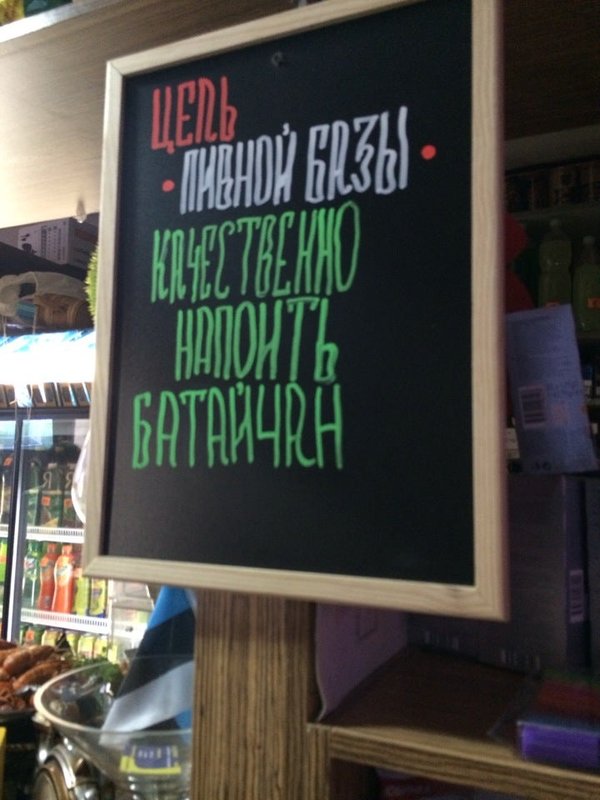 ЦЕЛЬ
• ПИВНОЙ БАЗЫ •
КАЧЕСТВЕННО
НАПОИТЬ
БАТАЙЧАН